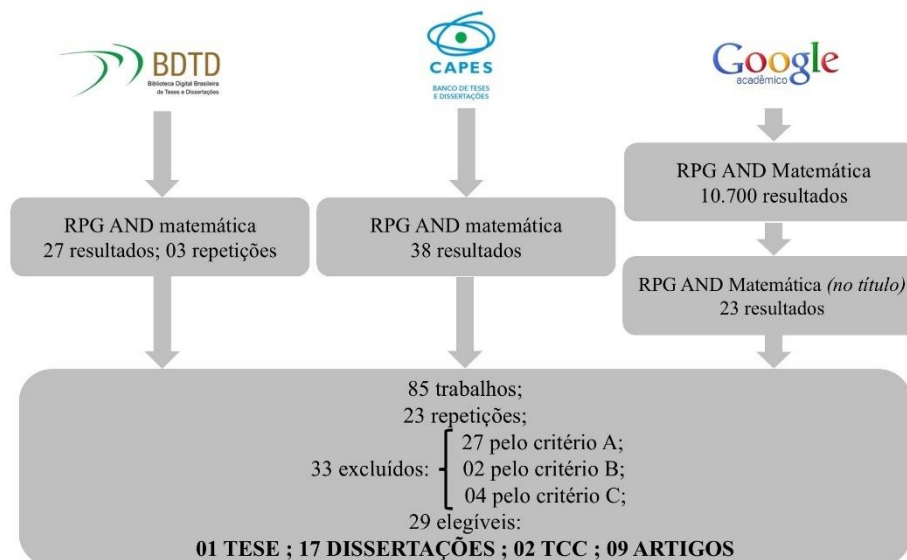 BDTD
Biblioteca Digital Brasileira
de Teses e Dissertações
CAPES
BANCO DE TESES
E DISSERTAÇÕES
Google
acadêmico
RPG AND matemática
27 resultados; 03 repetições
RPG AND matemática
38 resultados
RPG AND Matemática
10.700 resultados
RPG AND Matemática (no título)
23 resultados
85 trabalhos;
23 repetições;
33 excluídos:
27 pelo critério A;
02 pelo critério B;
04 pelo critério C;
29 elegíveis:
01 TESE ; 17 DISSERTAÇÕES ; 02 TCC ; 09 ARTIGOS